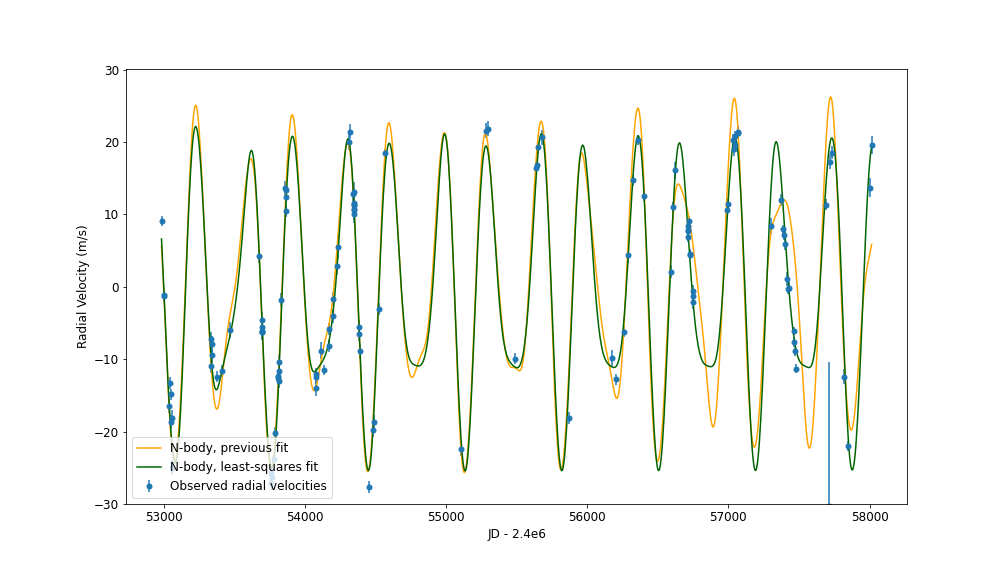 30
20
10
0
−10
−20
−30
Radial Velocity (m/s)
N-body, previous fit
N-body, least-squares fit
Observed radial velocities
53000 54000 55000 56000 57000 58000
JD - 2.4e6